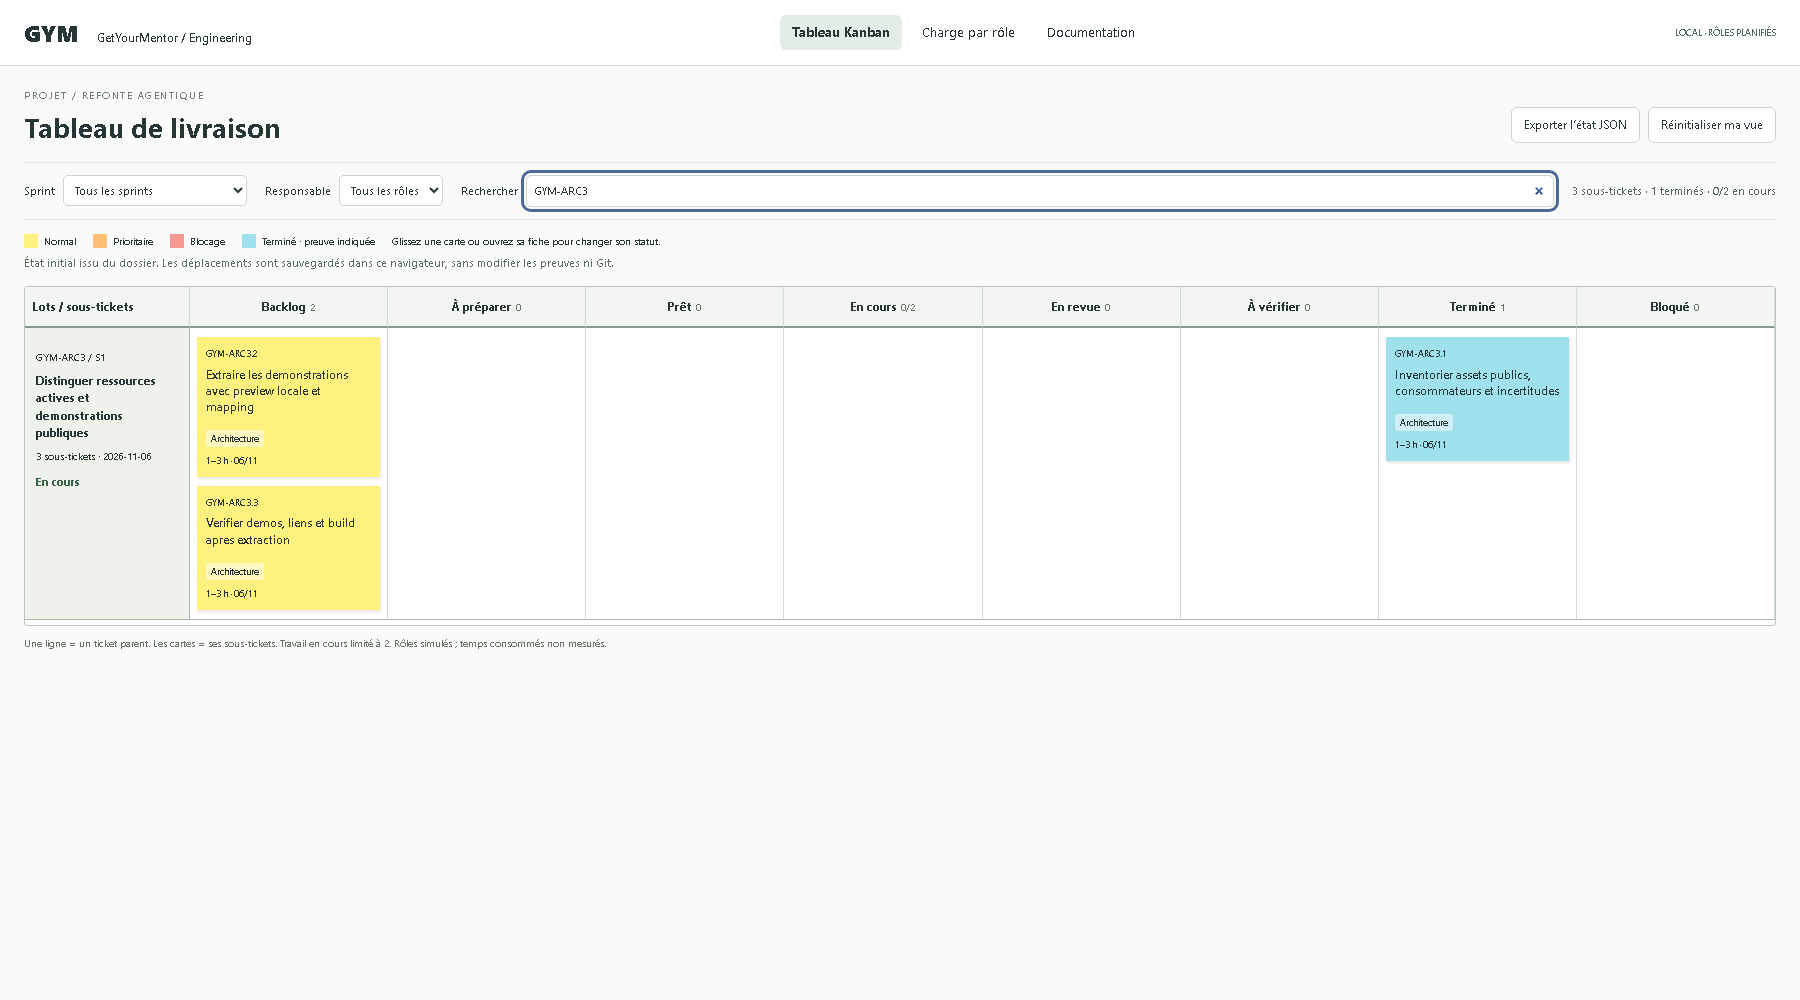 GYM GetYourMentor / Engineering Tableau Kanban Charge par rôle Documentation LOCAL · RÔLES PLANIFIÉS
PROJET / REFONTE AGENTIQUE
Tableau de livraison
Exporter l'état JSON Réinitialiser ma vue
Sprint Tous les sprints Responsable Tous les rôles Rechercher GYM-ARC3 × 3 sous-tickets · 1 terminés · 0/2 en cours
Normal Prioritaire Blocage Terminé · preuve indiquée Glissez une carte ou ouvrez sa fiche pour changer son statut.
État initial issu du dossier. Les déplacements sont sauvegardés dans ce navigateur, sans modifier les preuves ni Git.
Lots / sous-tickets Backlog 2 À préparer 0 Prêt 0 En cours 0/2 En revue 0 À vérifier 0 Terminé 1 Bloqué 0
GYM-ARC3 / S1
Distinguer ressources
actives et
demonstrations
publiques
3 sous-tickets · 2026-11-06
En cours
GYM-ARC3.2
Extraire les demonstrations
avec preview locale et
mapping
Architecture
1–3 h · 06/11
GYM-ARC3.3
Verifier demos, liens et build
apres extraction
Architecture
1–3 h · 06/11
GYM-ARC3.1
Inventorier assets publics,
consommateurs et incertitudes
Architecture
1–3 h · 06/11
Une ligne = un ticket parent. Les cartes = ses sous-tickets. Travail en cours limité à 2. Rôles simulés ; temps consommés non mesurés.